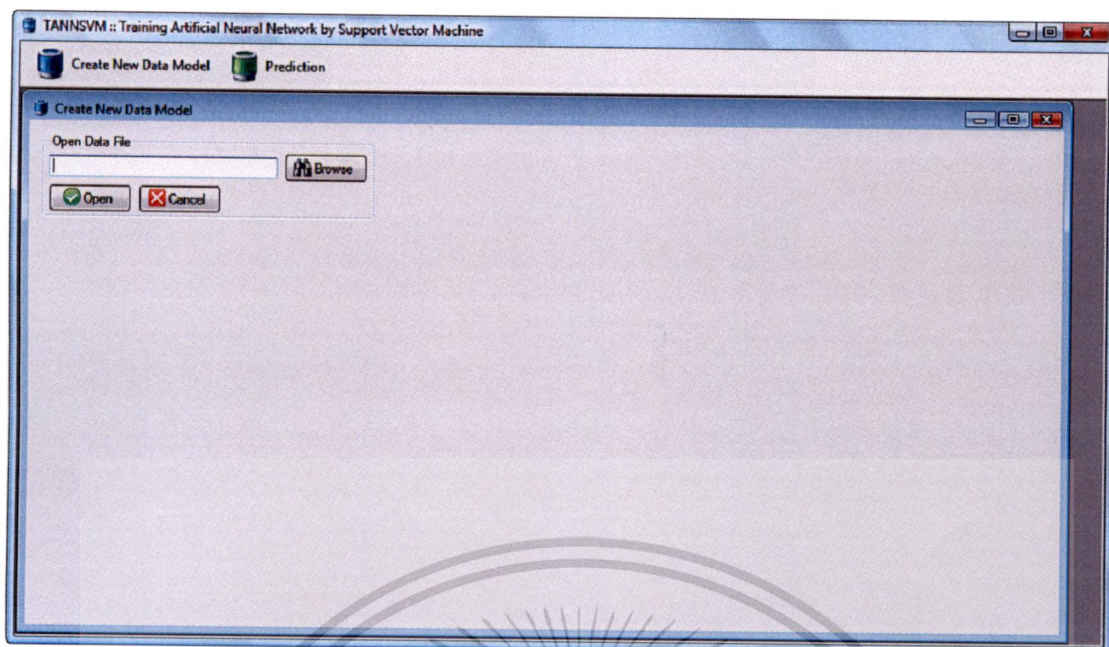 TANNSVM :: Training Artificial Neural Network by Support Vector Machine
Create New Data Model Prediction
Create New Data Model
Open Data File
Browse
Open Cancel